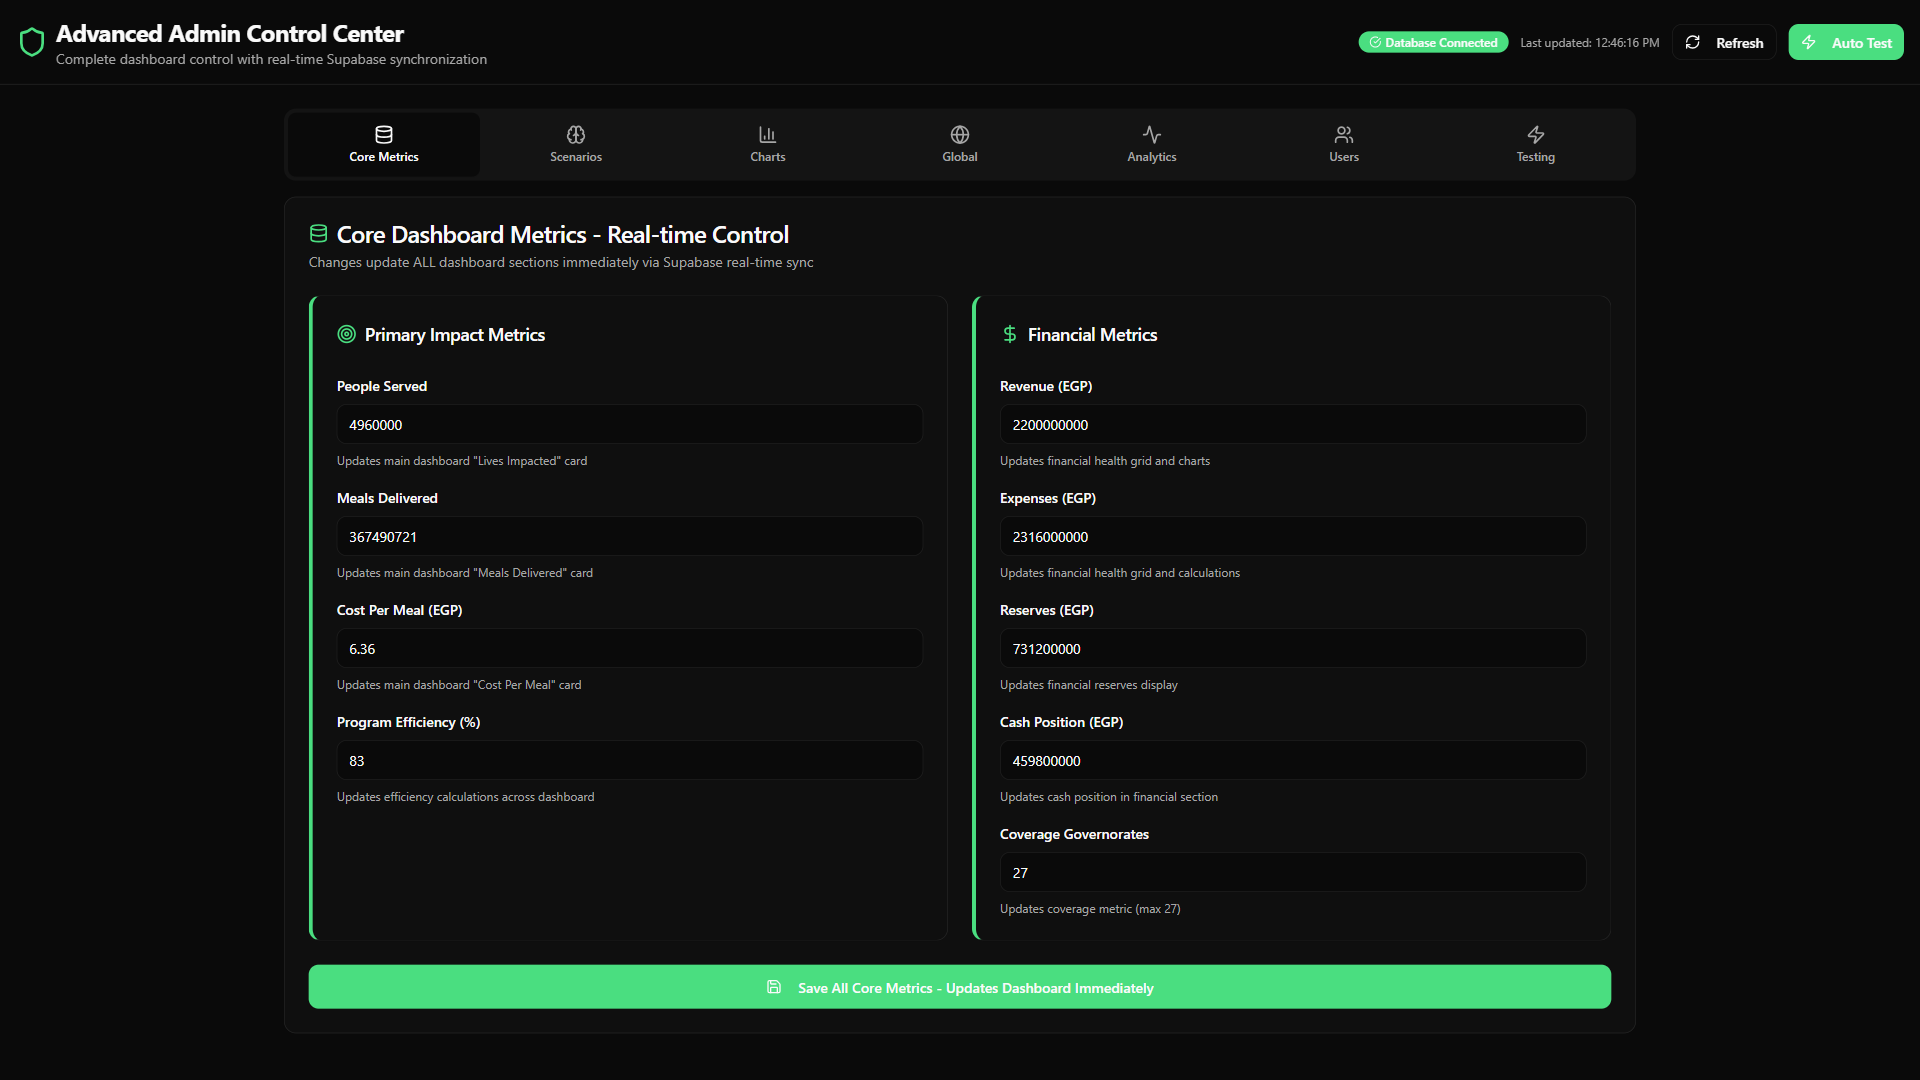 Advanced Admin Control Center
Complete dashboard control with real-time Supabase synchronization
Database Connected
Last updated: 12:46:16 PM
Refresh
Auto Test
Core Metrics
Scenarios
Charts
Global
Analytics
Users
Testing
Core Dashboard Metrics - Real-time Control
Changes update ALL dashboard sections immediately via Supabase real-time sync
Primary Impact Metrics
People Served
4960000
Updates main dashboard "Lives Impacted" card
Meals Delivered
367490721
Updates main dashboard "Meals Delivered" card
Cost Per Meal (EGP)
6.36
Updates main dashboard "Cost Per Meal" card
Program Efficiency (%)
83
Updates efficiency calculations across dashboard
Financial Metrics
Revenue (EGP)
2200000000
Updates financial health grid and charts
Expenses (EGP)
2316000000
Updates financial health grid and calculations
Reserves (EGP)
731200000
Updates financial reserves display
Cash Position (EGP)
459800000
Updates cash position in financial section
Coverage Governorates
27
Updates coverage metric (max 27)
Save All Core Metrics - Updates Dashboard Immediately